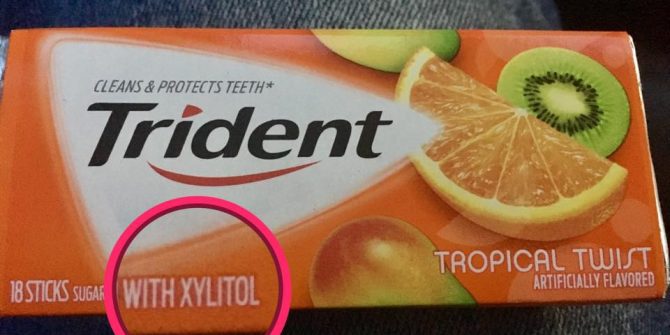 CLEANS & PROTECTS TEETH*
Trident
18 STICKS SUGAR WITH XYLITOL
TROPICAL TWIST
ARTIFICIALLY FLAVORED